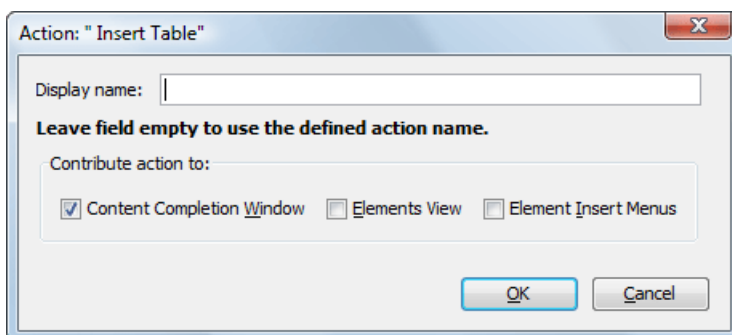 Action: " Insert Table"
Display name:
Leave field empty to use the defined action name.
Contribute action to:
Content Completion Window Elements View Element Insert Menus
OK Cancel